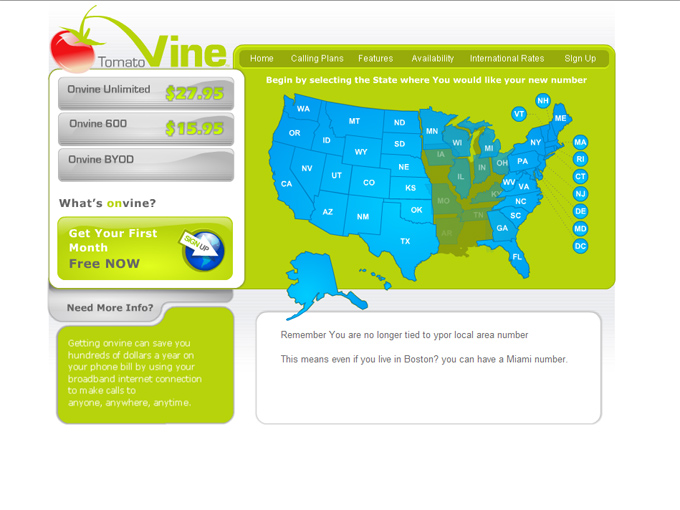 Tomato Vine
Home Calling Plans Features Availability International Rates Sign Up
Begin by selecting the State where You would like your new number
Onvine Unlimited $27.95
Onvine 600 $15.95
Onvine BYOD
What's onvine?
Get Your First
Month
Free NOW
SIGN UP
Need More Info?
Getting onvine can save you
hundreds of dollars a year on
your phone bill by using your
broadband internet connection
to make calls to
anyone, anywhere, anytime.
NH
VT
ME
WA
MT
ND
MN
OR
ID
SD
WI
MI
NY
MA
WY
IA
PA
RI
NV
UT
NE
IL
IN
OH
CT
CA
CO
KS
MO
KY
WV
VA
NJ
AZ
NM
OK
TN
NC
DE
AR
SC
MD
TX
GA
DC
FL
Remember You are no longer tied to ypor local area number
This means even if you live in Boston? you can have a Miami number.